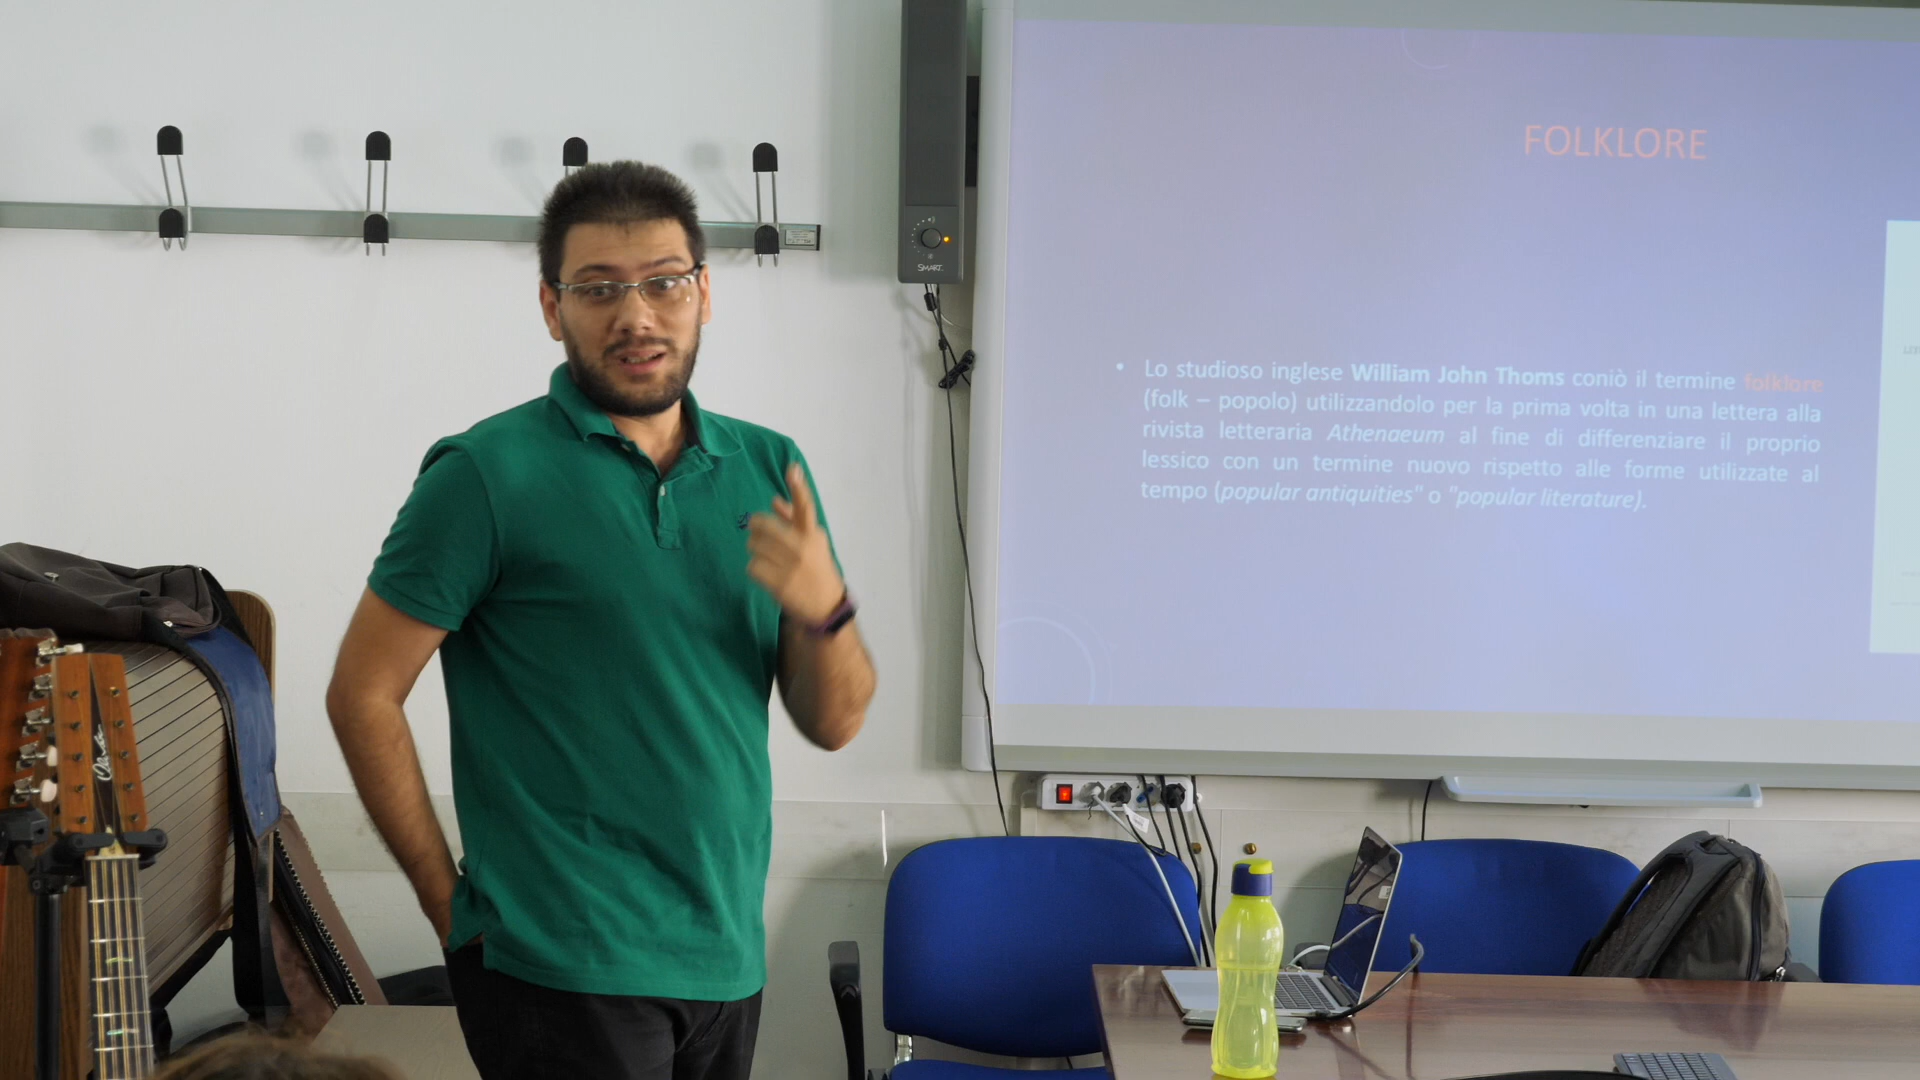 FOLKLORE
• Lo studioso inglese William John Thoms coniò il termine folklore
(folk – popolo) utilizzandolo per la prima volta in una lettera alla
rivista letteraria Athenaeum al fine di differenziare il proprio
lessico con un termine nuovo rispetto alle forme utilizzate al
tempo (popular antiquities" o "popular literature).
SMART